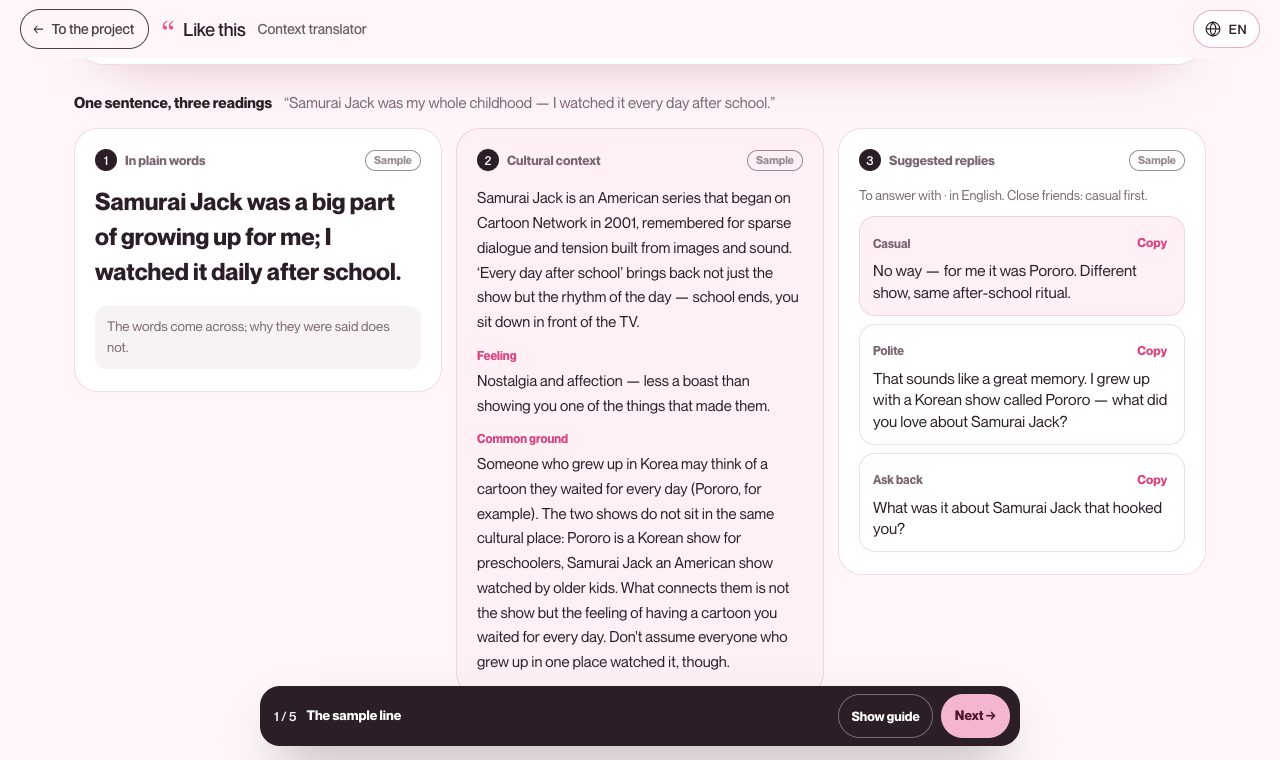 ← To the project
“ Like this
Context translator
EN
One sentence, three readings
“Samurai Jack was my whole childhood — I watched it every day after school.”
1 In plain words
Sample
Samurai Jack was a big part
of growing up for me; I
watched it daily after school.
The words come across; why they were said does
not.
2 Cultural context
Sample
Samurai Jack is an American series that began on
Cartoon Network in 2001, remembered for sparse
dialogue and tension built from images and sound.
‘Every day after school’ brings back not just the
show but the rhythm of the day — school ends, you
sit down in front of the TV.
Feeling
Nostalgia and affection — less a boast than
showing you one of the things that made them.
Common ground
Someone who grew up in Korea may think of a
cartoon they waited for every day (Pororo, for
example). The two shows do not sit in the same
cultural place: Pororo is a Korean show for
preschoolers, Samurai Jack an American show
watched by older kids. What connects them is not
the show but the feeling of having a cartoon you
waited for every day. Don't assume everyone who
grew up in one place watched it, though.
3 Suggested replies
Sample
To answer with · in English. Close friends: casual first.
Casual
Copy
No way — for me it was Pororo. Different
show, same after-school ritual.
Polite
Copy
That sounds like a great memory. I grew up
with a Korean show called Pororo — what did
you love about Samurai Jack?
Ask back
Copy
What was it about Samurai Jack that hooked
you?
1 / 5 The sample line
Show guide
Next →